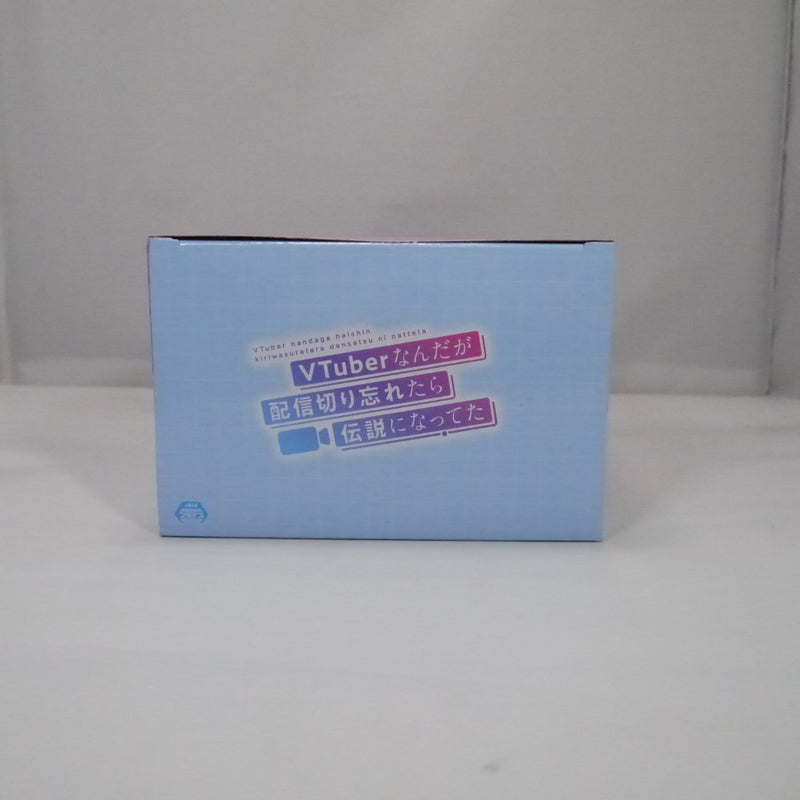 VTuber nandaga haishin
kiriwasuretara densetsu ni natteta
VTuberなんだが
配信切り忘れたら
伝説になってた